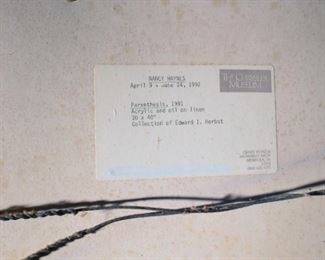 NANCY HAYNES
April 9 - June 14, 1992
THE CHRYSLER
MUSEUM
Parenthesis, 1991
Acrylic and oil on linen
20 x 40"
Collection of Edward I. Herbst